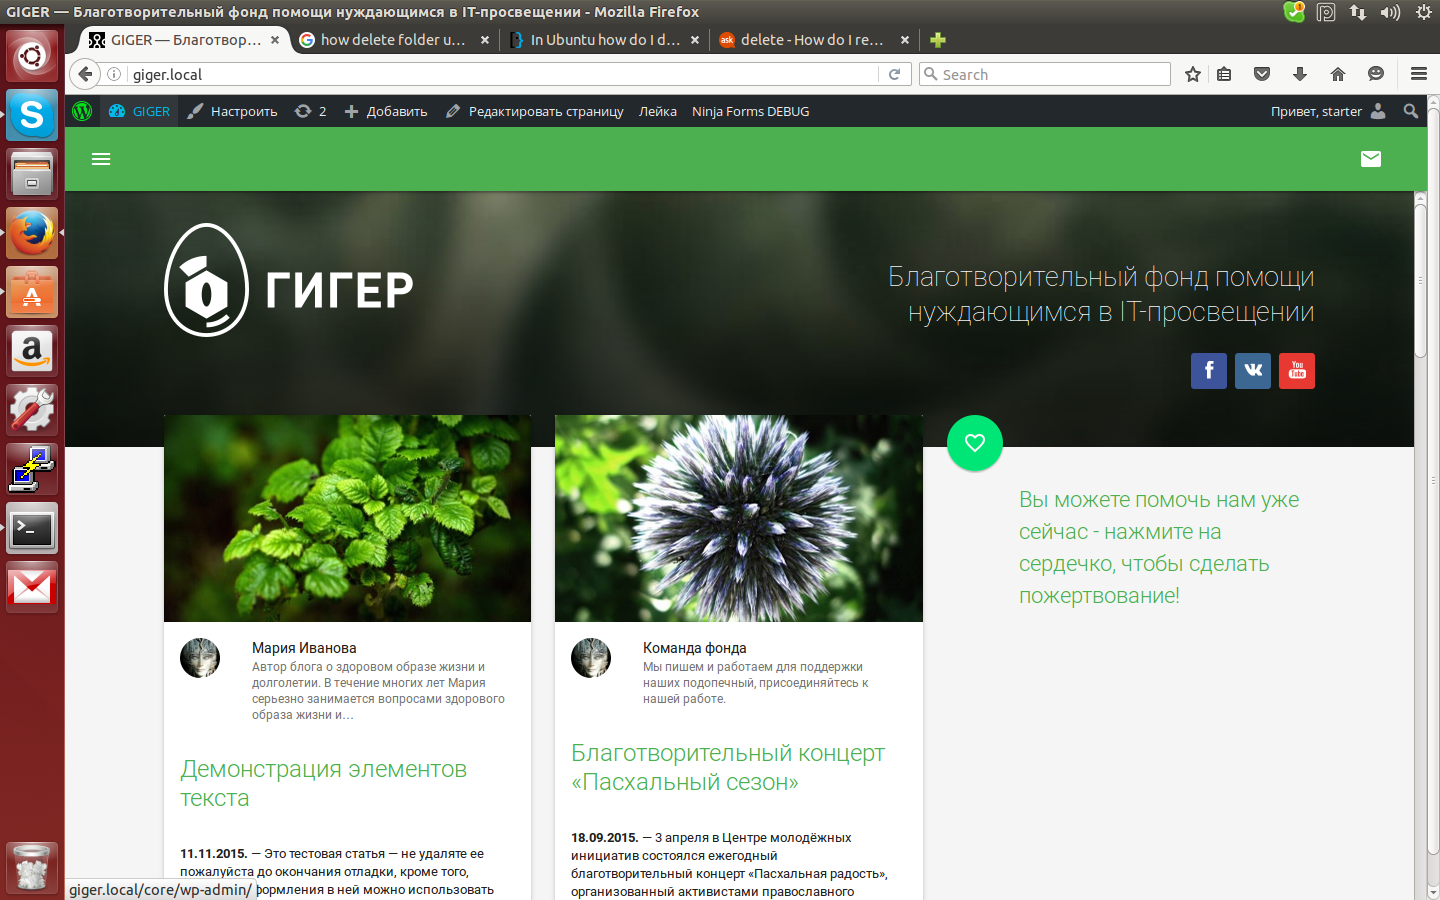 GIGER — Благотворительный фонд помощи нуждающимся в IT-просвещении - Mozilla Firefox
GIGER — Благотвор…
how delete folder u…
In Ubuntu how do I d…
delete - How do I re…
giger.local
Search
GIGER
Настроить
2
Добавить
Редактировать страницу
Лейка
Ninja Forms DEBUG
Привет, starter
ГИГЕР
Благотворительный фонд помощи
нуждающимся в IT-просвещении
You
Tube
Вы можете помочь нам уже
сейчас - нажмите на
сердечко, чтобы сделать
пожертвование!
Мария Иванова
Автор блога о здоровом образе жизни и
долголетии. В течение многих лет Мария
серьезно занимается вопросами здорового
образа жизни и…
Демонстрация элементов
текста
11.11.2015. — Это тестовая статья — не удаляте ее
пожалуйста до окончания отладки, кроме того,
формления в ней можно использовать
Команда фонда
Мы пишем и работаем для поддержки
наших подопечный, присоединяйтесь к
нашей работе.
Благотворительный концерт
«Пасхальный сезон»
18.09.2015. — 3 апреля в Центре молодёжных
инициатив состоялся ежегодный
благотворительный концерт «Пасхальная радость»,
организованный активистами православного
giger.local/core/wp-admin/